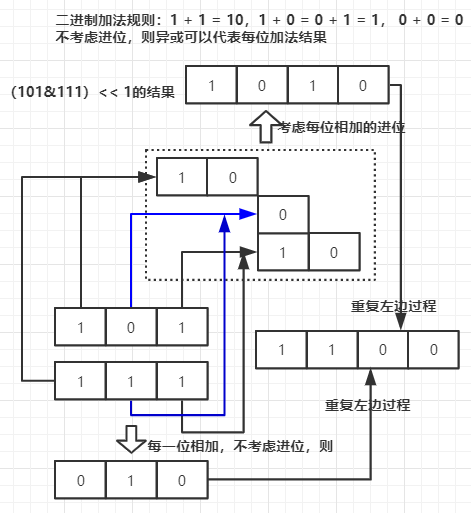 二进制加法规则：1 + 1 = 10，1 + 0 = 0 + 1 = 1， 0 + 0 = 0
不考虑进位，则异或可以代表每位加法结果
（101&111）<< 1的结果
1 0 1 0
考虑每位相加的进位
1 0
0
1 0
重复左边过程
1 0 1
1 1 0 0
1 1 1
重复左边过程
每一位相加，不考虑进位，则
0 1 0